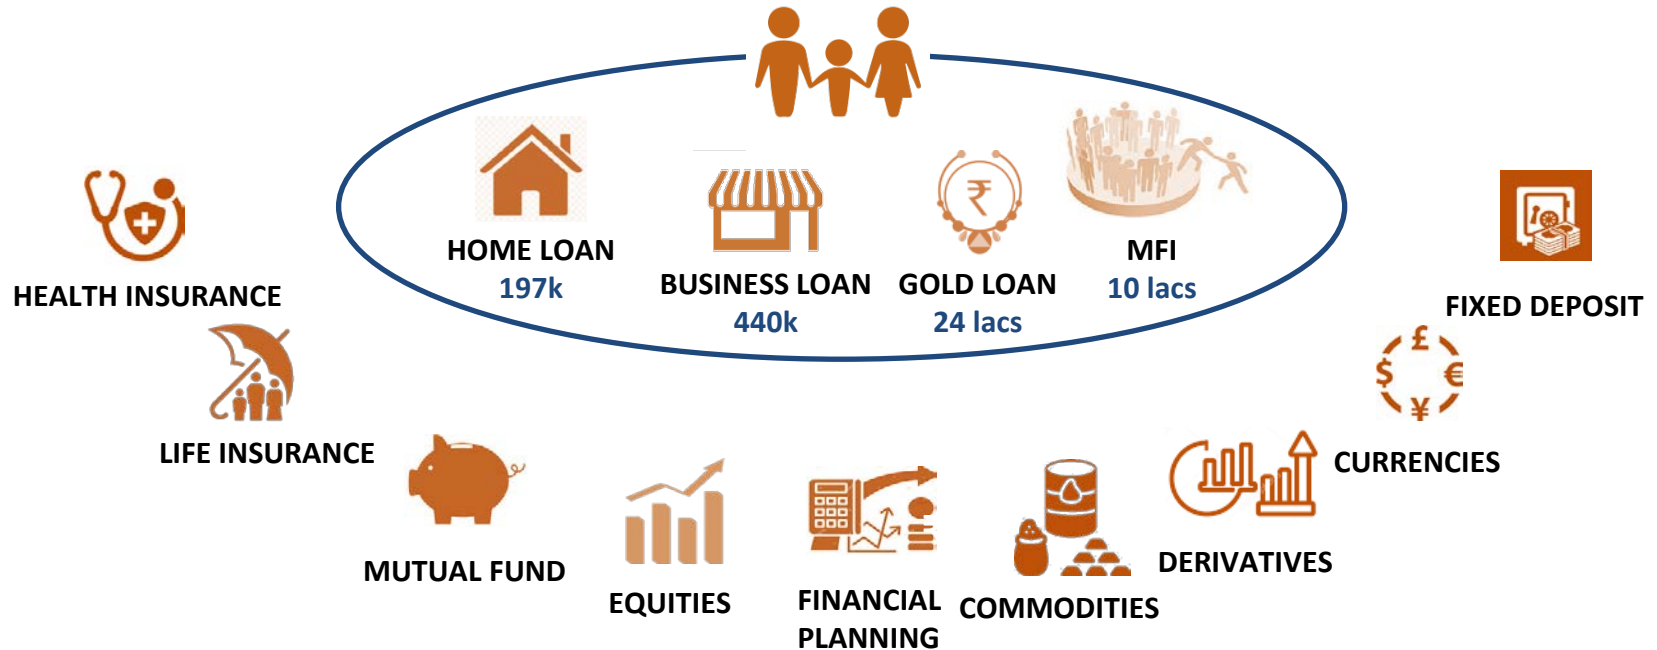 HOME LOAN
197k
BUSINESS LOAN
440k
GOLD LOAN
24 lacs
MFI
10 lacs
HEALTH INSURANCE
LIFE INSURANCE
MUTUAL FUND
EQUITIES
FINANCIAL
PLANNING
COMMODITIES
DERIVATIVES
CURRENCIES
FIXED DEPOSIT
₹
£
$
€
¥